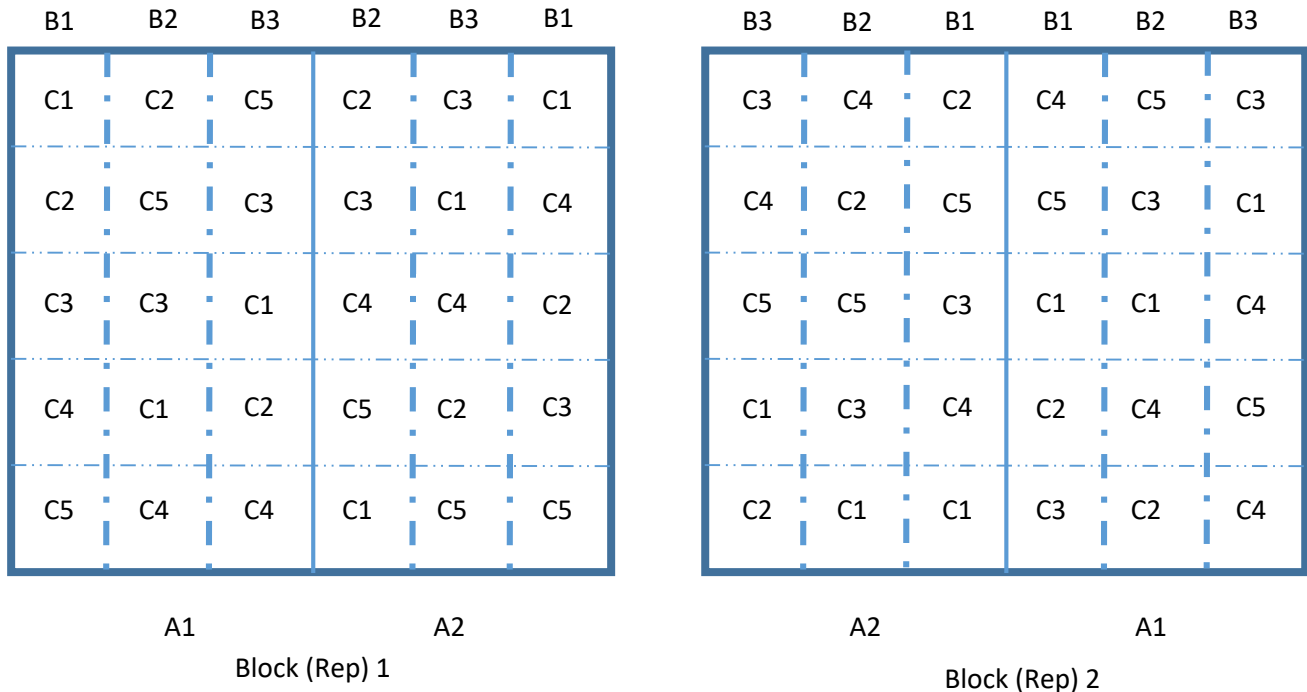 B1 B2 B3 B2 B3 B1 B3 B2 B1 B1 B2 B3
C1 C2 C5 C2 C3 C1 C3 C4 C2 C4 C5 C3
C2 C5 C3 C3 C1 C4 C4 C2 C5 C5 C3 C1
C3 C3 C1 C4 C4 C2 C5 C5 C3 C1 C1 C4
C4 C1 C2 C5 C2 C3 C1 C3 C4 C2 C4 C5
C5 C4 C4 C1 C5 C5 C2 C1 C1 C3 C2 C4
A1 A2 A2 A1
Block (Rep) 1 Block (Rep) 2